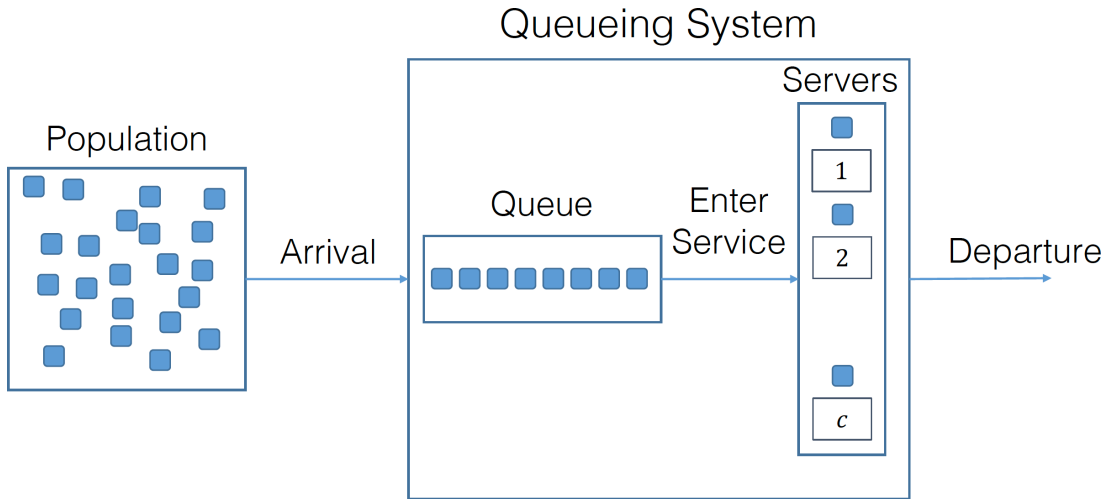 Queueing System
Servers
Population
1
Queue
Enter
Service
Arrival
2
Departure
c